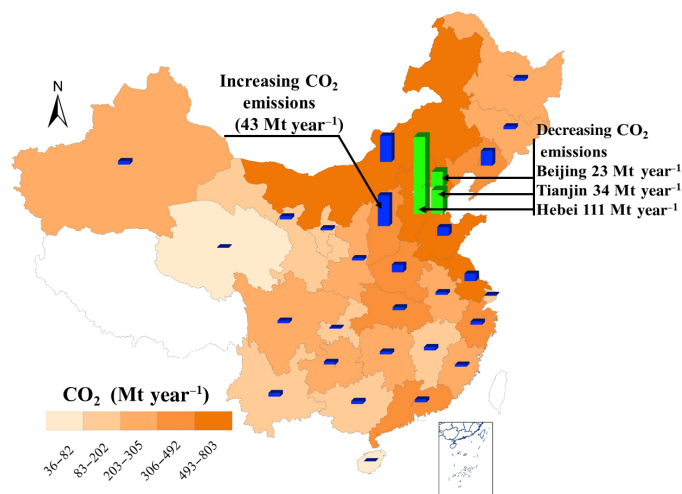 N
Increasing CO₂
emissions
(43 Mt year⁻¹)
Decreasing CO₂
emissions
Beijing 23 Mt year⁻¹
Tianjin 34 Mt year⁻¹
Hebei 111 Mt year⁻¹
CO₂ (Mt year⁻¹)
36–82
83–202
203–305
306–492
493–803